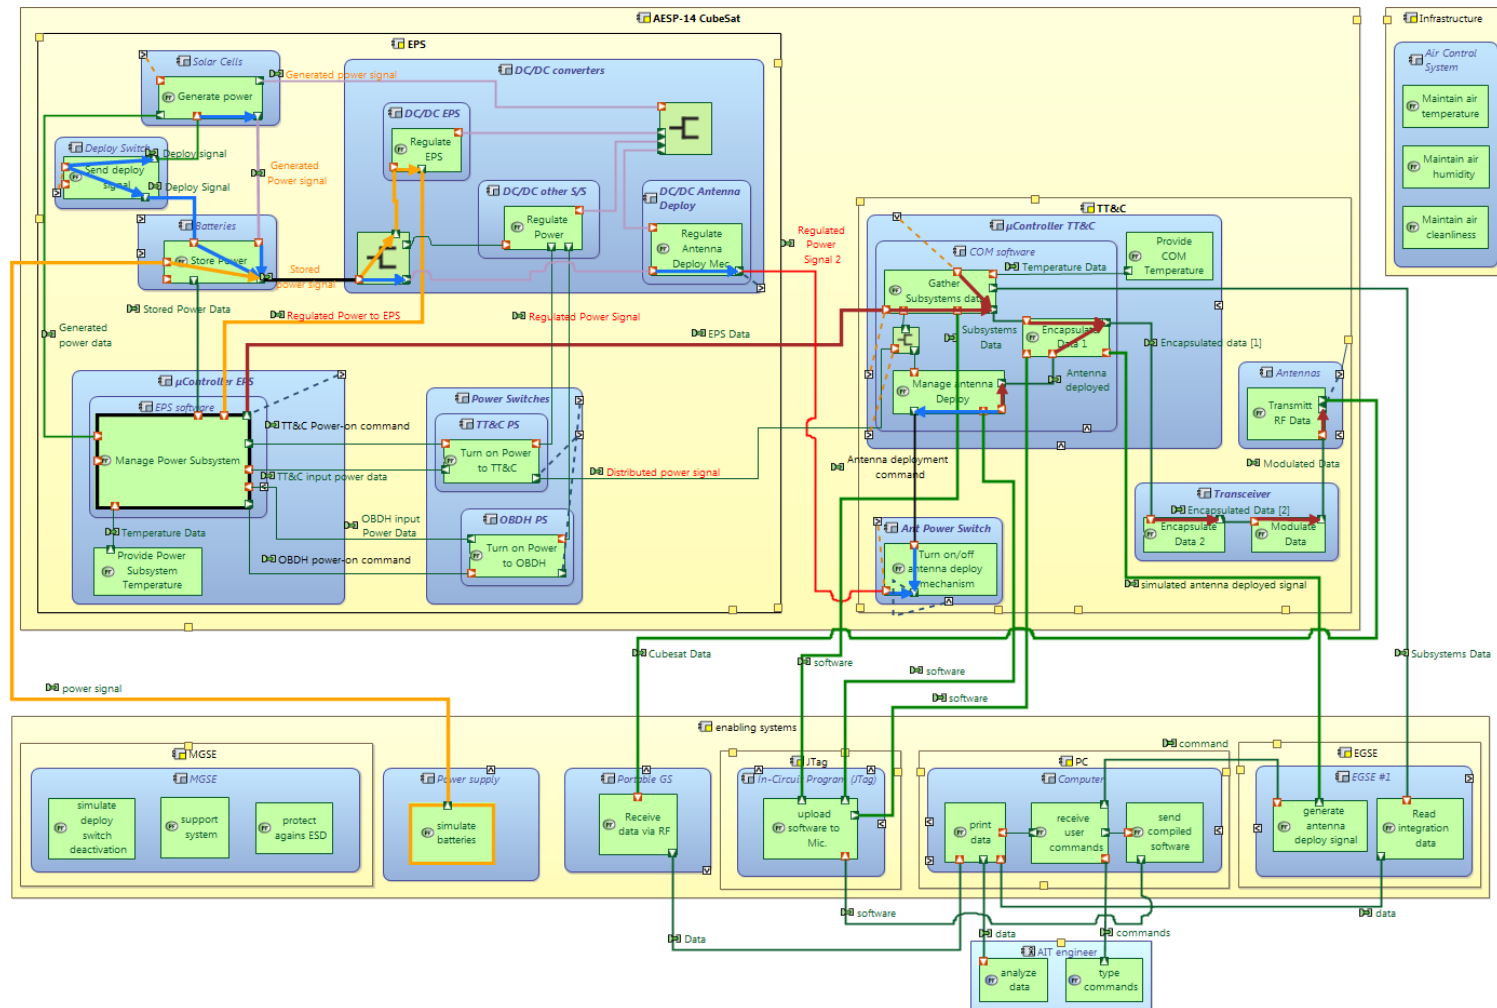 AESP-14 CubeSat
Infrastructure
EPS
Solar Cells
Generated power signal
Generate power
DC/DC converters
DC/DC EPS
Regulate
EPS
Air Control
System
Maintain air
temperature
Maintain air
humidity
Maintain air
cleanliness
Deploy Switch
Deploy signal
Send deploy
signal
Deploy Signal
Generated
Power signal
DC/DC other S/S
Regulate
Power
DC/DC Antenna
Deploy
Regulate
Antenna
Deploy Mec.
Batteries
Store Power
Stored
power signal
Regulated
Power
Signal 2
TT&C
µController TT&C
COM software
Provide
COM
Temperature
Temperature Data
Gather
Subsystems data
Subsystems
Data
Encapsulate
Data 1
Encapsulated data [1]
Antenna
deployed
Manage antenna
Deploy
Antennas
Transmitt
RF Data
Modulated Data
Stored Power Data
Regulated Power to EPS
Regulated Power Signal
EPS Data
Generated
power data
µController EPS
EPS software
Manage Power Subsystem
TT&C Power-on command
TT&C input power data
Power Switches
TT&C PS
Turn on Power
to TT&C
Distributed power signal
Antenna deployment
command
Transceiver
Encapsulated Data [2]
Encapsulate
Data 2
Modulate
Data
OBDH input
Power Data
OBDH PS
Turn on Power
to OBDH
OBDH power-on command
Temperature Data
Provide Power
Subsystem
Temperature
Ant Power Switch
Turn on/off
antenna deploy
mechanism
simulated antenna deployed signal
Cubesat Data
software
software
software
Subsystems Data
power signal
enabling systems
MGSE
MGSE
simulate
deploy
switch
deactivation
support
system
protect
agains ESD
Power supply
simulate
batteries
Portable GS
Receive
data via RF
JTag
In-Circuit Program (JTag)
upload
software to
Mic.
PC
Computer
print
data
receive
user
commands
send
compiled
software
command
EGSE
EGSE #1
generate
antenna
deploy signal
Read
integration
data
software
Data
data
commands
data
AIT engineer
analyze
data
type
commands